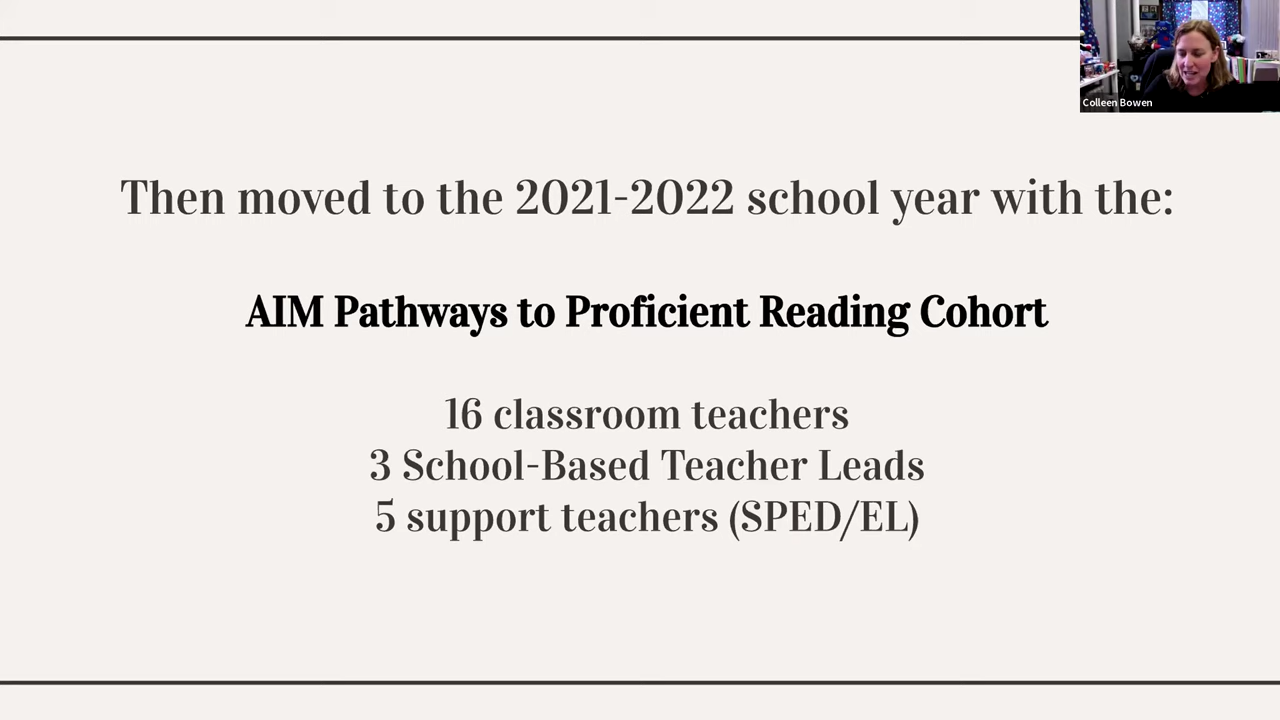 Colleen Bowen
Then moved to the 2021-2022 school year with the:
AIM Pathways to Proficient Reading Cohort
16 classroom teachers
3 School-Based Teacher Leads
5 support teachers (SPED/EL)